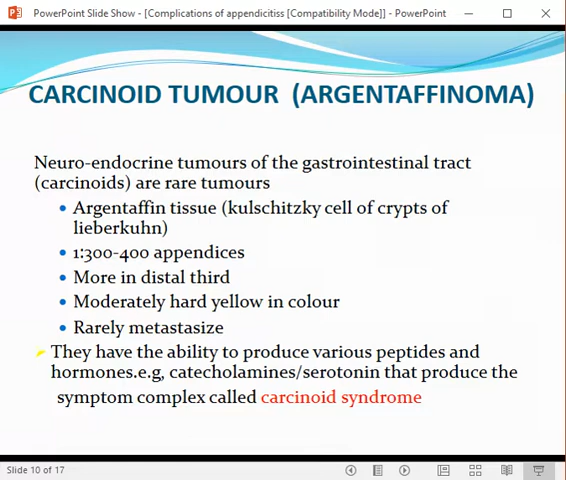 PowerPoint Slide Show - [Complications of appendicitiss [Compatibility Mode]] - PowerPoint
CARCINOID TUMOUR (ARGENTAFFINOMA)
Neuro-endocrine tumours of the gastrointestinal tract
(carcinoids) are rare tumours
• Argentaffin tissue (kulschitzky cell of crypts of
lieberkuhn)
• 1:300-400 appendices
• More in distal third
• Moderately hard yellow in colour
• Rarely metastasize
They have the ability to produce various peptides and
hormones.e.g, catecholamines/serotonin that produce the
symptom complex called carcinoid syndrome
Slide 10 of 17